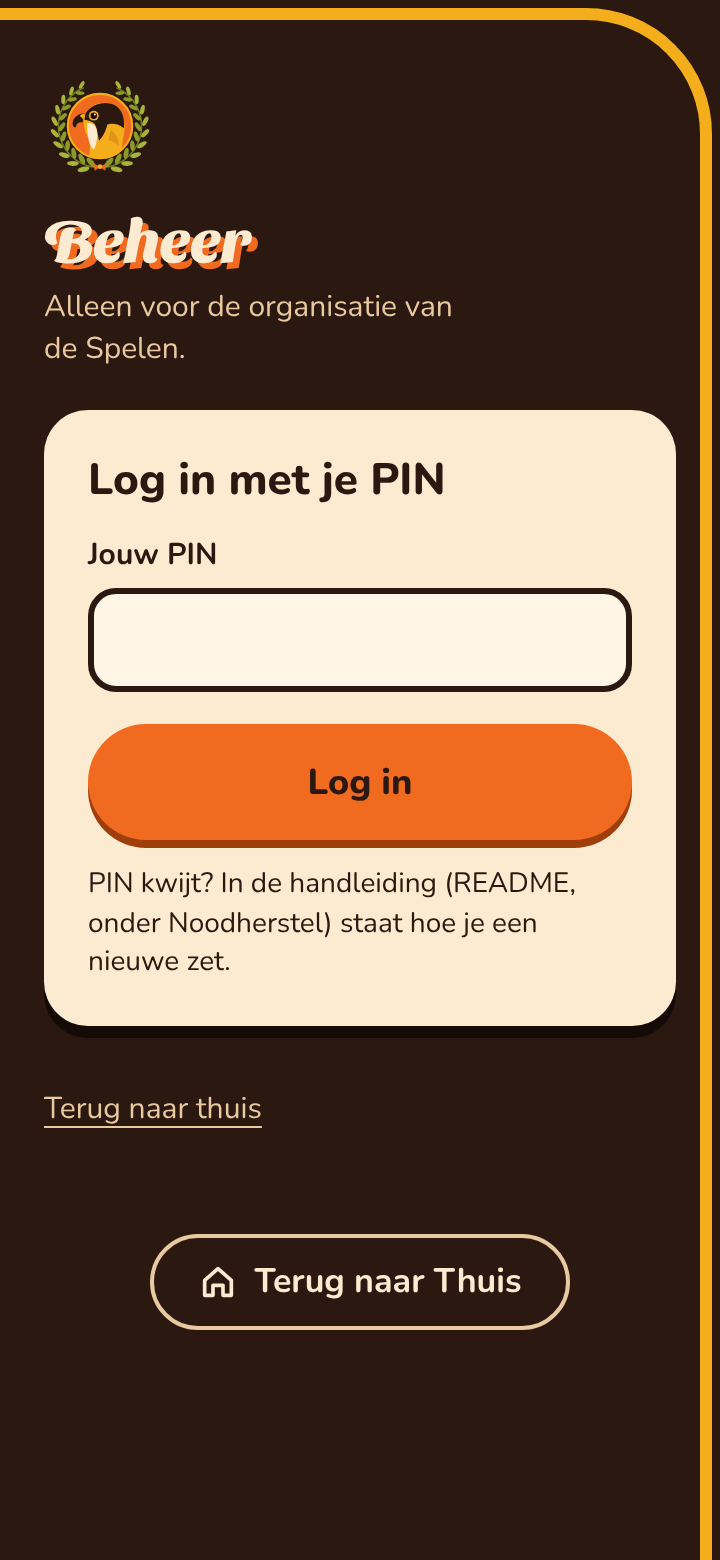 Beheer
Alleen voor de organisatie van
de Spelen.
Log in met je PIN
Jouw PIN
Log in
PIN kwijt? In de handleiding (README,
onder Noodherstel) staat hoe je een
nieuwe zet.
Terug naar thuis
Terug naar Thuis